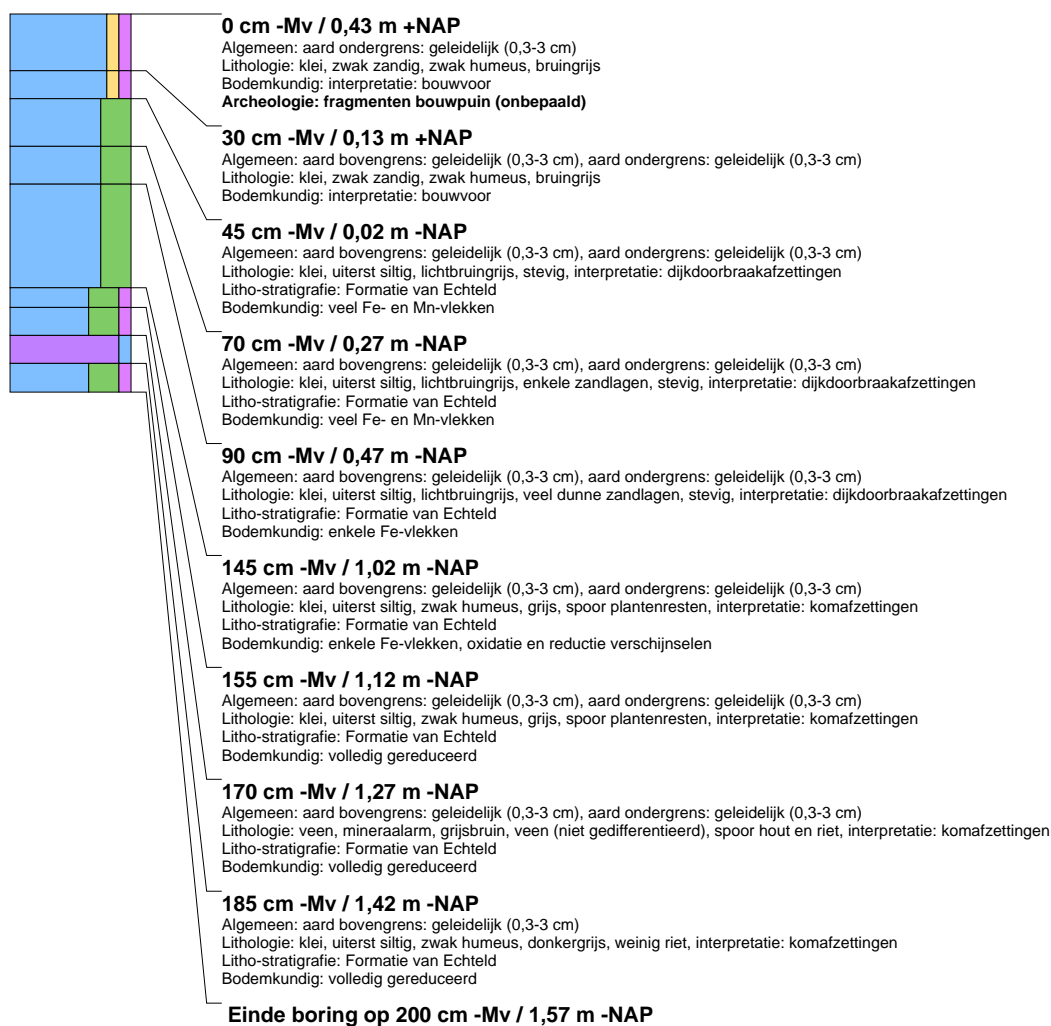 0 cm -Mv / 0,43 m +NAP
Algemeen: aard ondergrens: geleidelijk (0,3-3 cm)
Lithologie: klei, zwak zandig, zwak humeus, bruingrijs
Bodemkundig: interpretatie: bouwvoor
Archeologie: fragmenten bouwpuin (onbepaald)
30 cm -Mv / 0,13 m +NAP
Algemeen: aard bovengrens: geleidelijk (0,3-3 cm), aard ondergrens: geleidelijk (0,3-3 cm)
Lithologie: klei, zwak zandig, zwak humeus, bruingrijs
Bodemkundig: interpretatie: bouwvoor
45 cm -Mv / 0,02 m -NAP
Algemeen: aard bovengrens: geleidelijk (0,3-3 cm), aard ondergrens: geleidelijk (0,3-3 cm)
Lithologie: klei, uiterst siltig, lichtbruingrijs, stevig, interpretatie: dijkdoorbraakafzettingen
Litho-stratigrafie: Formatie van Echteld
Bodemkundig: veel Fe- en Mn-vlekken
70 cm -Mv / 0,27 m -NAP
Algemeen: aard bovengrens: geleidelijk (0,3-3 cm), aard ondergrens: geleidelijk (0,3-3 cm)
Lithologie: klei, uiterst siltig, lichtbruingrijs, enkele zandlagen, stevig, interpretatie: dijkdoorbraakafzettingen
Litho-stratigrafie: Formatie van Echteld
Bodemkundig: veel Fe- en Mn-vlekken
90 cm -Mv / 0,47 m -NAP
Algemeen: aard bovengrens: geleidelijk (0,3-3 cm), aard ondergrens: geleidelijk (0,3-3 cm)
Lithologie: klei, uiterst siltig, lichtbruingrijs, veel dunne zandlagen, stevig, interpretatie: dijkdoorbraakafzettingen
Litho-stratigrafie: Formatie van Echteld
Bodemkundig: enkele Fe-vlekken
145 cm -Mv / 1,02 m -NAP
Algemeen: aard bovengrens: geleidelijk (0,3-3 cm), aard ondergrens: geleidelijk (0,3-3 cm)
Lithologie: klei, uiterst siltig, zwak humeus, grijs, spoor plantenresten, interpretatie: komafzettingen
Litho-stratigrafie: Formatie van Echteld
Bodemkundig: enkele Fe-vlekken, oxidatie en reductie verschijnselen
155 cm -Mv / 1,12 m -NAP
Algemeen: aard bovengrens: geleidelijk (0,3-3 cm), aard ondergrens: geleidelijk (0,3-3 cm)
Lithologie: klei, uiterst siltig, zwak humeus, grijs, spoor plantenresten, interpretatie: komafzettingen
Litho-stratigrafie: Formatie van Echteld
Bodemkundig: volledig gereduceerd
170 cm -Mv / 1,27 m -NAP
Algemeen: aard bovengrens: geleidelijk (0,3-3 cm), aard ondergrens: geleidelijk (0,3-3 cm)
Lithologie: veen, mineraalarm, grijsbruin, veen (niet gedifferentieerd), spoor hout en riet, interpretatie: komafzettingen
Litho-stratigrafie: Formatie van Echteld
Bodemkundig: volledig gereduceerd
185 cm -Mv / 1,42 m -NAP
Algemeen: aard bovengrens: geleidelijk (0,3-3 cm)
Lithologie: klei, uiterst siltig, zwak humeus, donkergrijs, weinig riet, interpretatie: komafzettingen
Litho-stratigrafie: Formatie van Echteld
Bodemkundig: volledig gereduceerd
Einde boring op 200 cm -Mv / 1,57 m -NAP